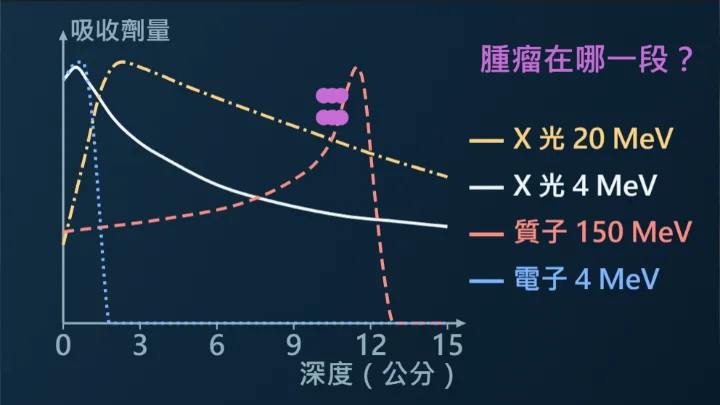 吸收劑量
腫瘤在哪一段？
X 光 20 MeV
X 光 4 MeV
質子 150 MeV
電子 4 MeV
0 3 6 9 12 15
深度（公分）